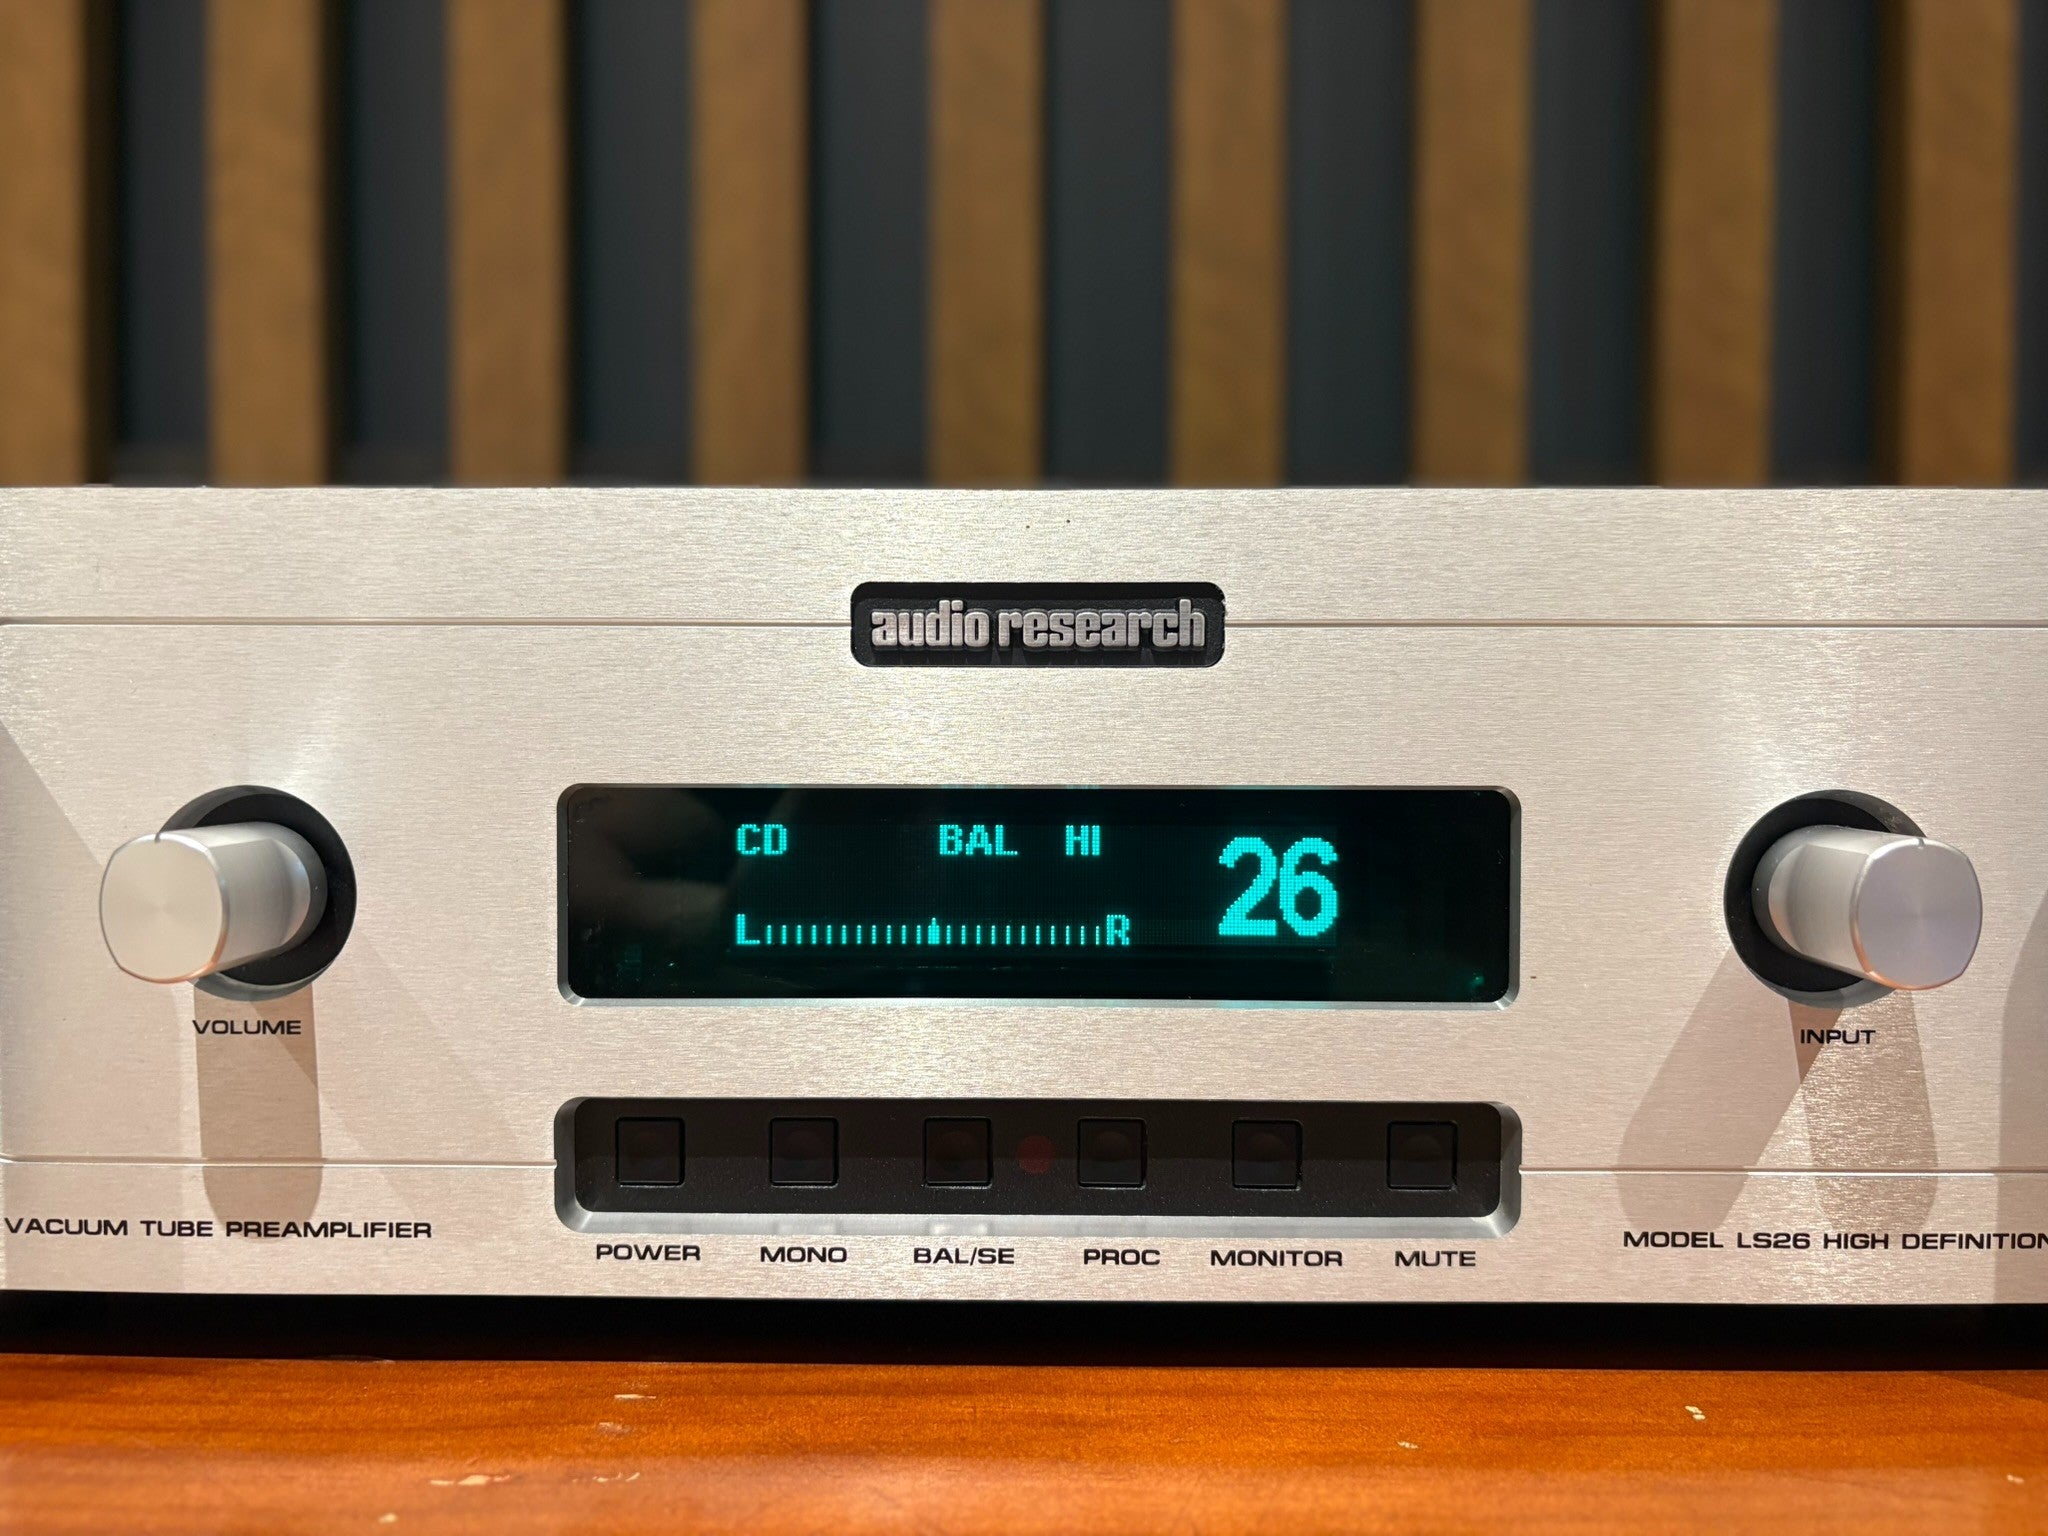 audio research
CD BAL HI 26
L R
VOLUME
INPUT
VACUUM TUBE PREAMPLIFIER
POWER MONO BAL/SE PROC MONITOR MUTE
MODEL LS26 HIGH DEFINITION